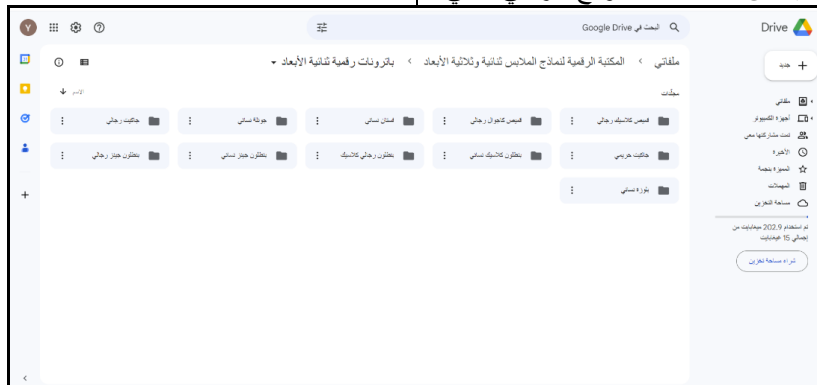 Drive
البحث في Google Drive
Y
جديد
ملفاتي
أجهزة الكمبيوتر
تمت مشاركتها معي
الأخيرة
المميزة بنجمة
المهملات
مساحة التخزين
تم استخدام 202.9 ميغابايت من
إجمالي 15 غيغابايت
شراء مساحة تخزين
ملفاتي › المكتبة الرقمية لنماذج الملابس ثنائية وثلاثية الأبعاد › باترونات رقمية ثنائية الأبعاد
مجلدات
الاسم
قميص كلاسيك رجالي
قميص كاجوال رجالي
فستان نسائي
جونلة نسائي
جاكيت رجالي
جاكيت حريمي
بنطلون كلاسيك نسائي
بنطلون رجالي كلاسيك
بنطلون جينز نسائي
بنطلون جينز رجالي
بلوزة نسائي